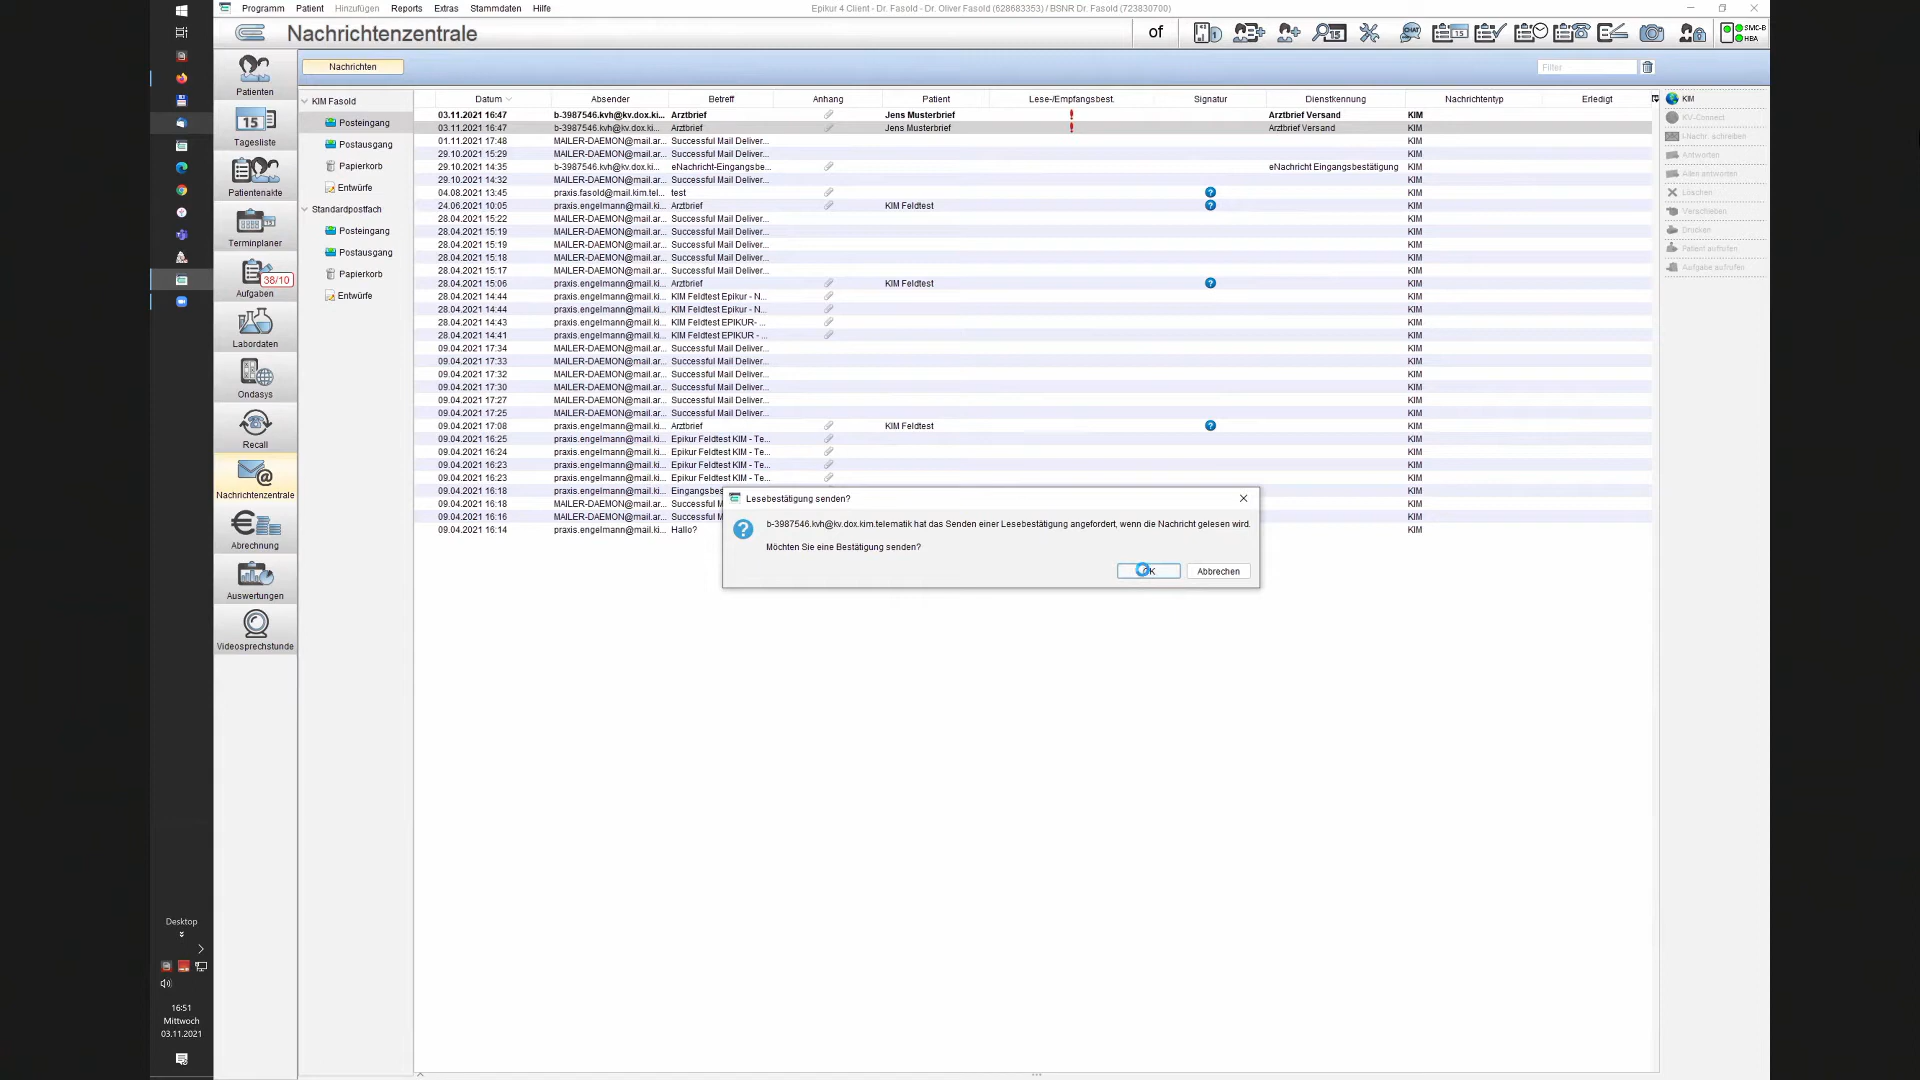 Programm Patient Hinzufügen Reports Extras Stammdaten Hilfe
Epikur 4 Client - Dr. Fasold - Dr. Oliver Fasold (628683353) / BSNR Dr. Fasold (723830700)
Nachrichtenzentrale
of
SMC-B
HBA
Nachrichten
Filter
Patienten
Tagesliste
Patientenakte
Terminplaner
38/10
Aufgaben
Labordaten
Ondasys
Recall
Nachrichtenzentrale
Abrechnung
Auswertungen
Videosprechstunde
KIM Fasold
Posteingang
Postausgang
Papierkorb
Entwürfe
Standardpostfach
Posteingang
Postausgang
Papierkorb
Entwürfe
Datum Absender Betreff Anhang Patient Lese-/Empfangsbest. Signatur Dienstkennung Nachrichtentyp Erledigt
03.11.2021 16:47 b-3987546.kvh@kv.dox.ki... Arztbrief Jens Musterbrief Arztbrief Versand KIM
03.11.2021 16:47 b-3987546.kvh@kv.dox.ki... Arztbrief Jens Musterbrief Arztbrief Versand KIM
01.11.2021 17:48 MAILER-DAEMON@mail.ar... Successful Mail Deliver... KIM
29.10.2021 15:29 MAILER-DAEMON@mail.ar... Successful Mail Deliver... KIM
29.10.2021 14:35 b-3987546.kvh@kv.dox.ki... eNachricht-Eingangsbe... eNachricht Eingangsbestätigung KIM
29.10.2021 14:32 MAILER-DAEMON@mail.ar... Successful Mail Deliver... KIM
04.08.2021 13:45 praxis.fasold@mail.kim.tel... test KIM
24.06.2021 10:05 praxis.engelmann@mail.ki... Arztbrief KIM Feldtest KIM
28.04.2021 15:22 MAILER-DAEMON@mail.ar... Successful Mail Deliver... KIM
28.04.2021 15:19 MAILER-DAEMON@mail.ar... Successful Mail Deliver... KIM
28.04.2021 15:19 MAILER-DAEMON@mail.ar... Successful Mail Deliver... KIM
28.04.2021 15:18 MAILER-DAEMON@mail.ar... Successful Mail Deliver... KIM
28.04.2021 15:17 MAILER-DAEMON@mail.ar... Successful Mail Deliver... KIM
28.04.2021 15:06 praxis.engelmann@mail.ki... Arztbrief KIM Feldtest KIM
28.04.2021 14:44 praxis.engelmann@mail.ki... KIM Feldtest Epikur - N... KIM
28.04.2021 14:44 praxis.engelmann@mail.ki... KIM Feldtest Epikur - N... KIM
28.04.2021 14:43 praxis.engelmann@mail.ki... KIM Feldtest EPIKUR- ... KIM
28.04.2021 14:41 praxis.engelmann@mail.ki... KIM Feldtest EPIKUR - ... KIM
09.04.2021 17:34 MAILER-DAEMON@mail.ar... Successful Mail Deliver... KIM
09.04.2021 17:33 MAILER-DAEMON@mail.ar... Successful Mail Deliver... KIM
09.04.2021 17:32 MAILER-DAEMON@mail.ar... Successful Mail Deliver... KIM
09.04.2021 17:30 MAILER-DAEMON@mail.ar... Successful Mail Deliver... KIM
09.04.2021 17:27 MAILER-DAEMON@mail.ar... Successful Mail Deliver... KIM
09.04.2021 17:25 MAILER-DAEMON@mail.ar... Successful Mail Deliver... KIM
09.04.2021 17:08 praxis.engelmann@mail.ki... Arztbrief KIM Feldtest KIM
09.04.2021 16:25 praxis.engelmann@mail.ki... Epikur Feldtest KIM - Te... KIM
09.04.2021 16:24 praxis.engelmann@mail.ki... Epikur Feldtest KIM - Te... KIM
09.04.2021 16:23 praxis.engelmann@mail.ki... Epikur Feldtest KIM - Te... KIM
09.04.2021 16:23 praxis.engelmann@mail.ki... Epikur Feldtest KIM - Te... KIM
09.04.2021 16:18 praxis.engelmann@mail.ki... Eingangsbes KIM
09.04.2021 16:18 MAILER-DAEMON@mail.ar... Successful M KIM
09.04.2021 16:16 MAILER-DAEMON@mail.ar... Successful M KIM
09.04.2021 16:14 praxis.engelmann@mail.ki... Hallo? KIM
Lesebestätigung senden?
b-3987546.kvh@kv.dox.kim.telematik hat das Senden einer Lesebestätigung angefordert, wenn die Nachricht gelesen wird.
Möchten Sie eine Bestätigung senden?
OK Abbrechen
KIM
KV-Connect
I-Nachr. schreiben
Antworten
Allen antworten
Löschen
Verschieben
Drucken
Patient aufrufen
Aufgabe aufrufen
Desktop
16:51
Mittwoch
03.11.2021